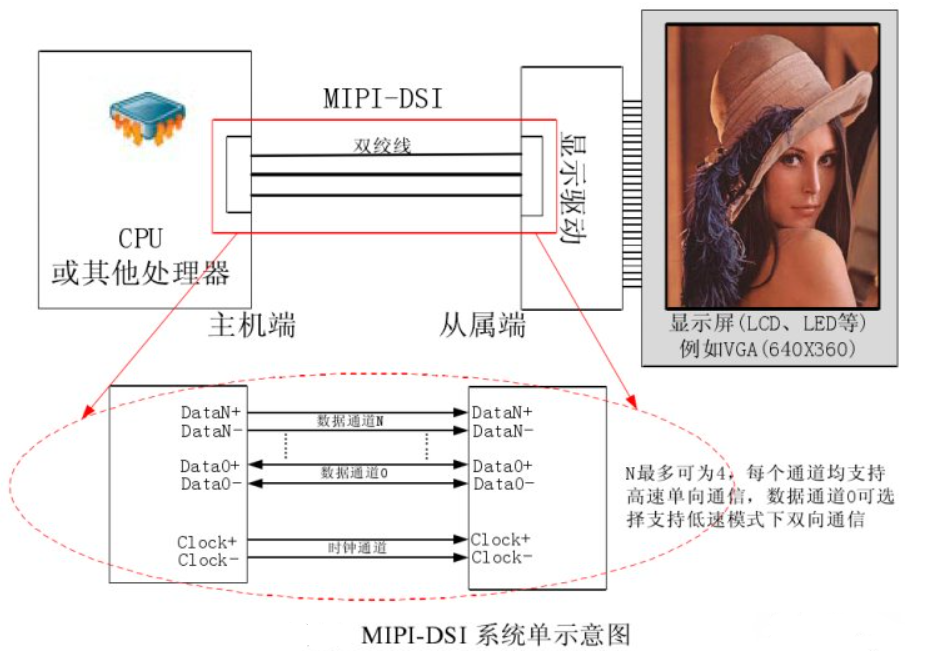 MIPI-DSI
双绞线
显示驱动
CPU
或其他处理器
主机端
从属端
显示屏(LCD、LED等)
例如VGA(640X360)
DataN+
数据通道N
DataN+
DataN-
DataN-
Data0+
数据通道0
Data0+
Data0-
Data0-
Clock+
时钟通道
Clock+
Clock-
Clock-
N最多可为4，每个通道均支持
高速单向通信，数据通道0可选
择支持低速模式下双向通信
MIPI-DSI 系统单示意图